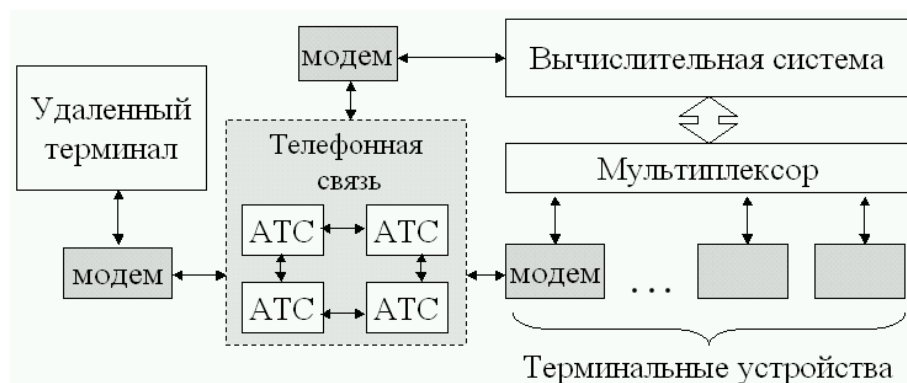 модем
Вычислительная система
Удаленный
терминал
Телефонная
связь
Мультиплексор
АТС
АТС
модем
модем
...
АТС
АТС
Терминальные устройства